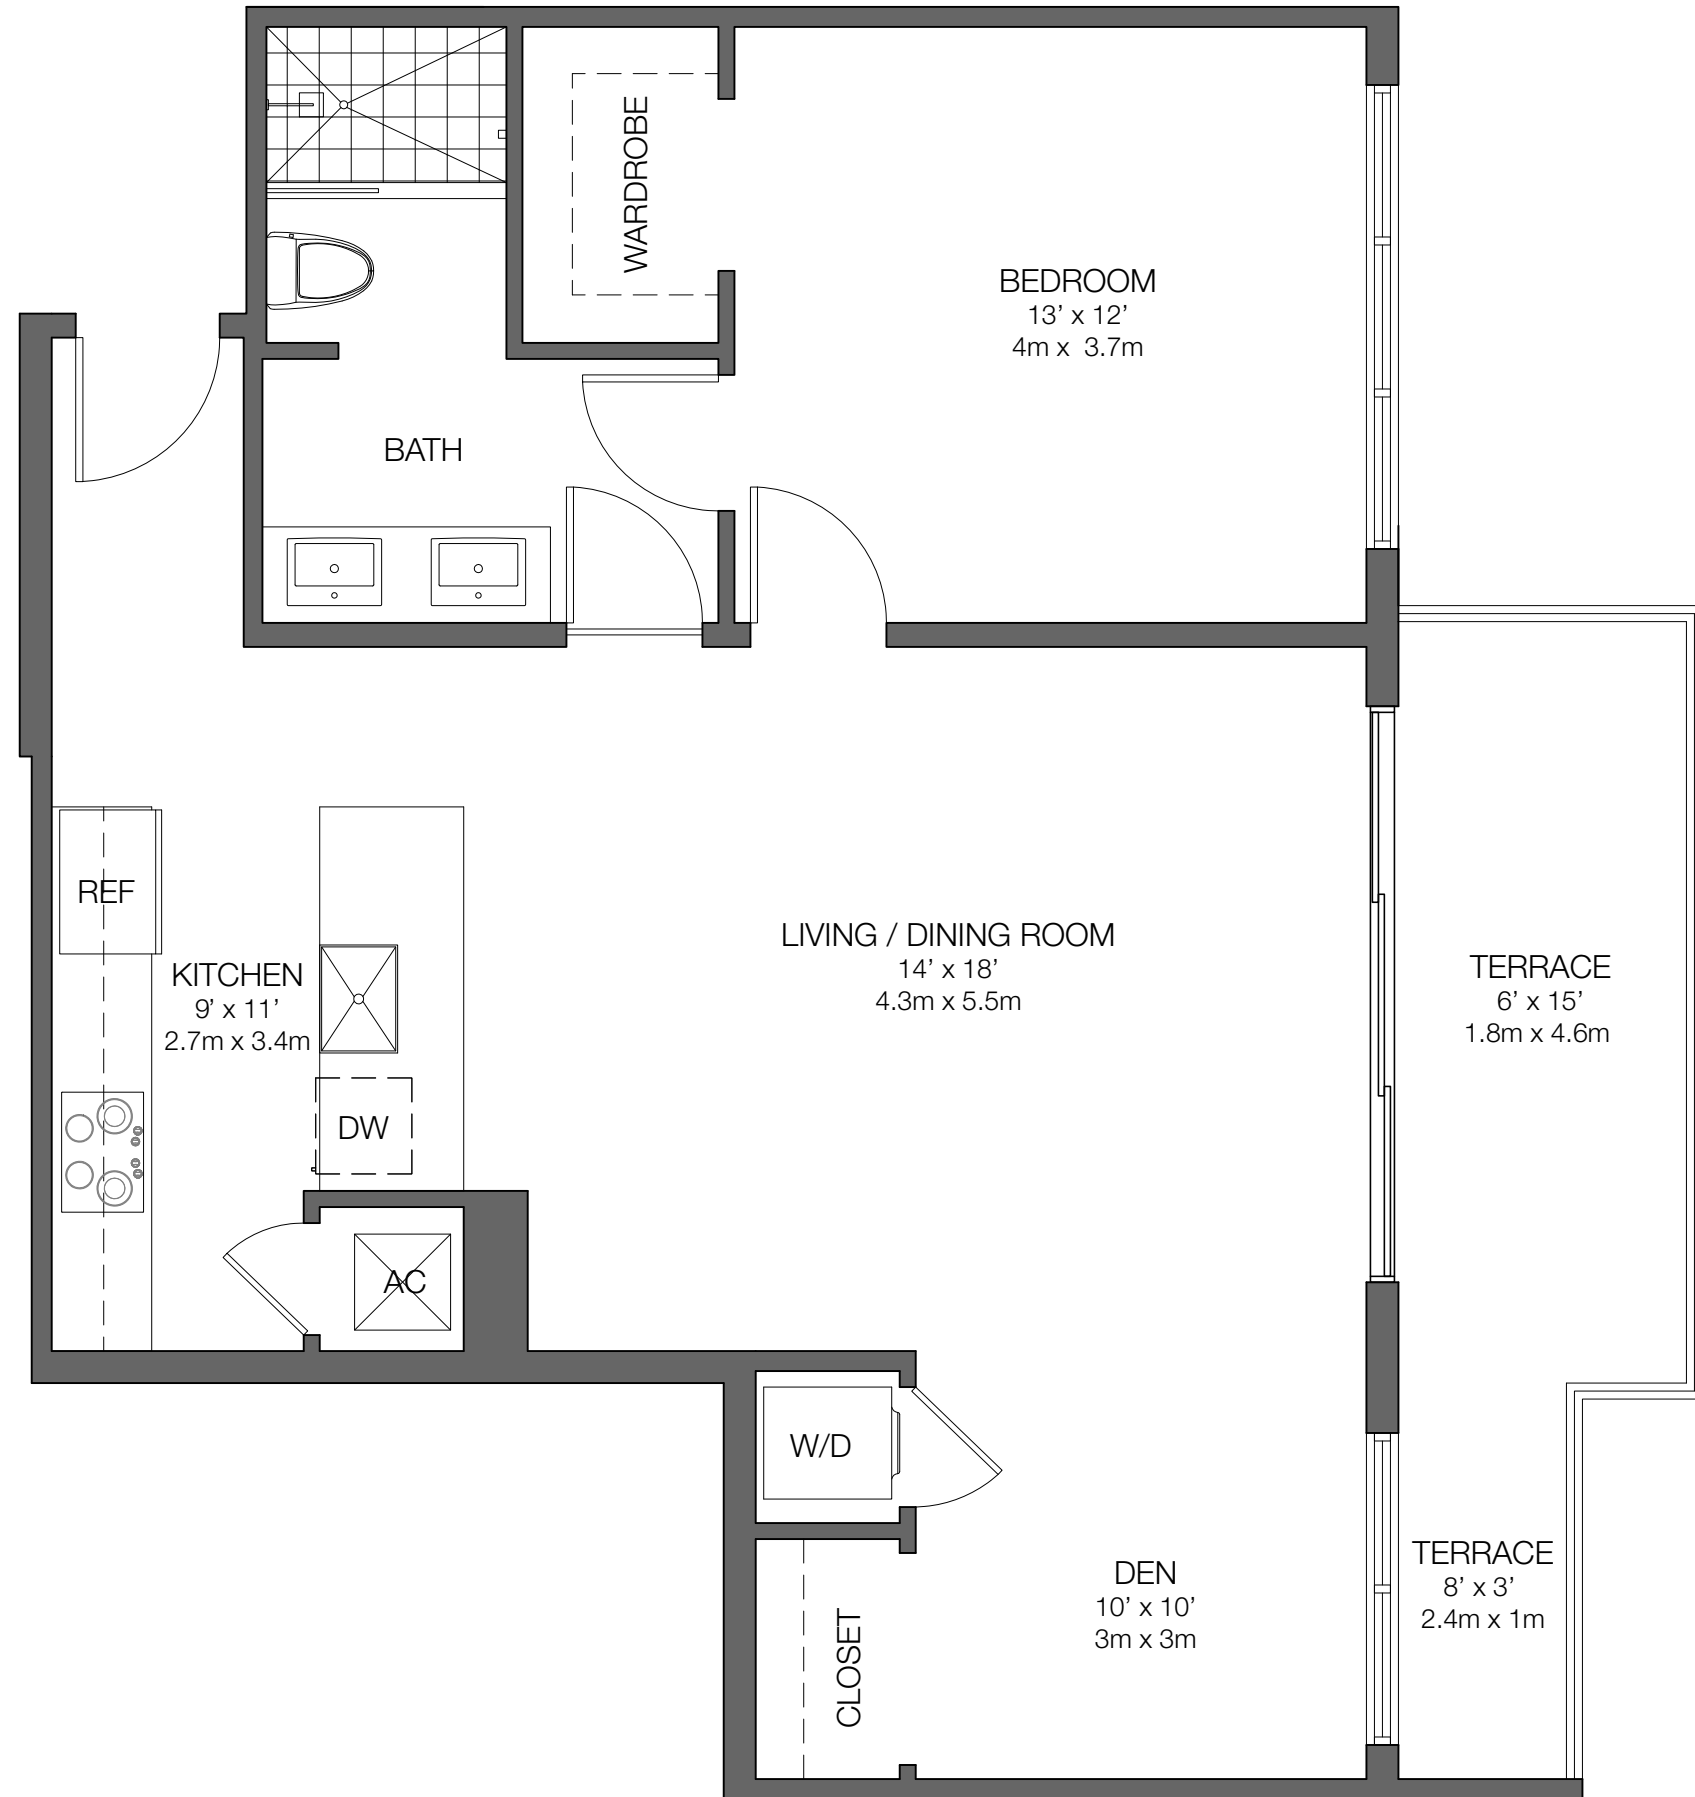 WARDROBE
BEDROOM
13’ x 12’
4m x  3.7m
BATH
REF
KITCHEN
9’ x 11’
2.7m x 3.4m
DW
AC
LIVING / DINING ROOM
14’ x 18’
4.3m x 5.5m
TERRACE
6’ x 15’
1.8m x 4.6m
W/D
CLOSET
DEN
10’ x 10’
3m x 3m
TERRACE
8’ x 3’
2.4m x 1m